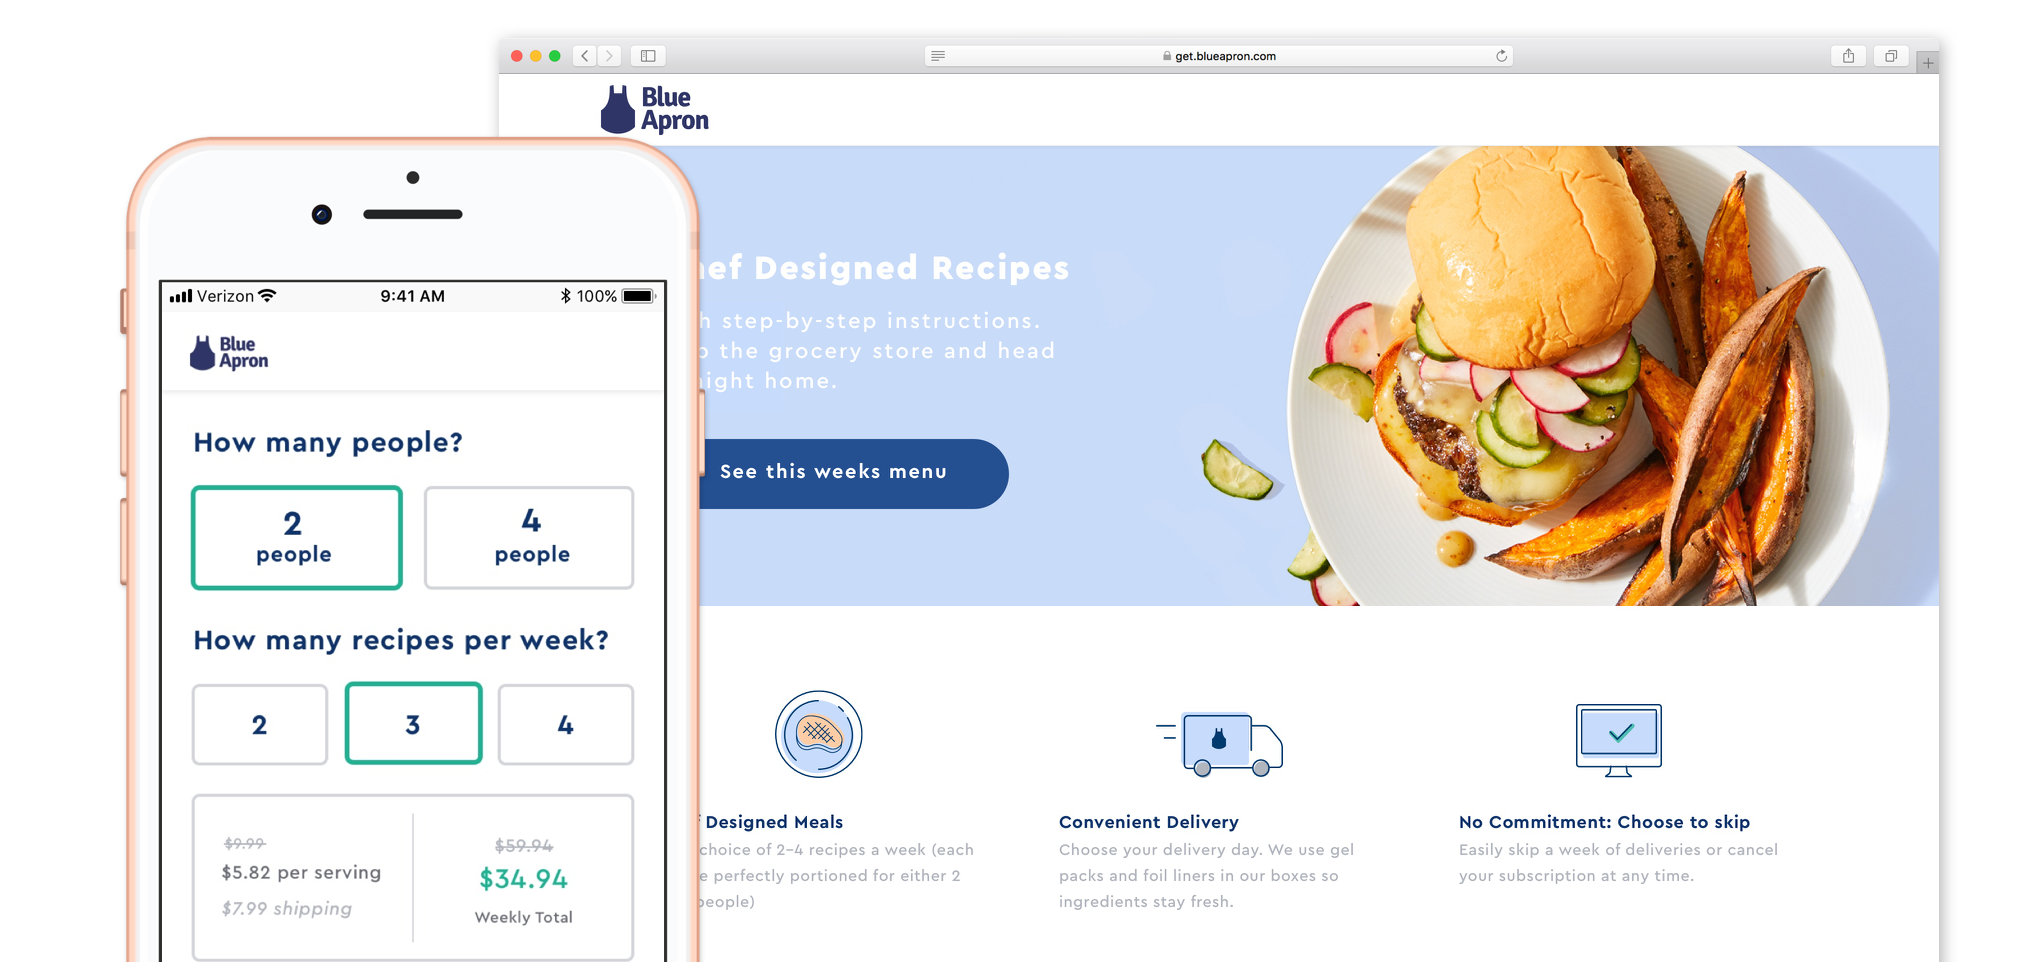 get.blueapron.com
Blue
Apron
Designed Recipes
step-by-step instructions.
the grocery store and head
home.
See this weeks menu
Verizon 9:41 AM 100%
Blue
Apron
How many people?
2
people
4
people
How many recipes per week?
2 3 4
$9.99
$5.82 per serving
$7.99 shipping
$59.94
$34.94
Weekly Total
Designed Meals
choice of 2-4 recipes a week (each
perfectly portioned for either 2
people)
Convenient Delivery
Choose your delivery day. We use gel
packs and foil liners in our boxes so
ingredients stay fresh.
No Commitment: Choose to skip
Easily skip a week of deliveries or cancel
your subscription at any time.